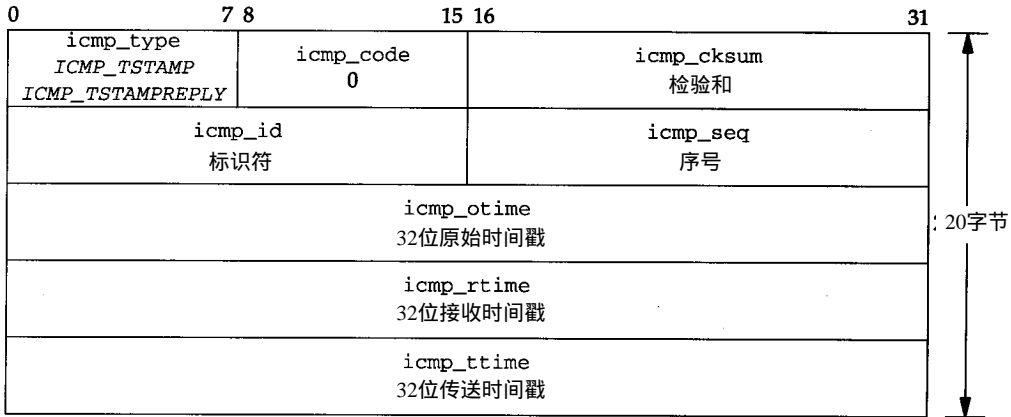 0 7 8 15 16 31
icmp_type
ICMP_TSTAMP
ICMP_TSTAMPREPLY
icmp_code
0
icmp_cksum
检验和
icmp_id
标识符
icmp_seq
序号
icmp_otime
32位原始时间戳
20字节
icmp_rtime
32位接收时间戳
icmp_ttime
32位传送时间戳